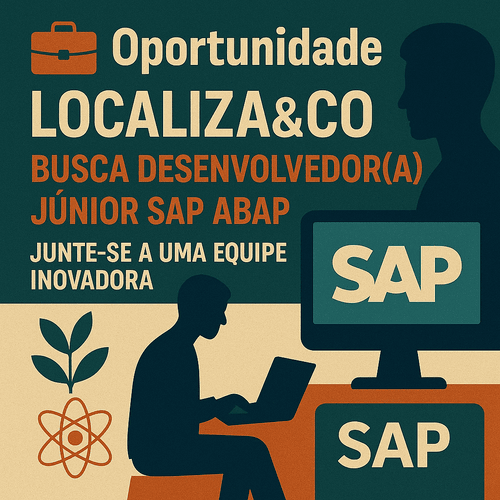 Oportunidade
LOCALIZA&CO
BUSCA DESENVOLVEDOR(A)
JÚNIOR SAP ABAP
JUNTE-SE A UMA EQUIPE
INOVADORA
SAP
SAP